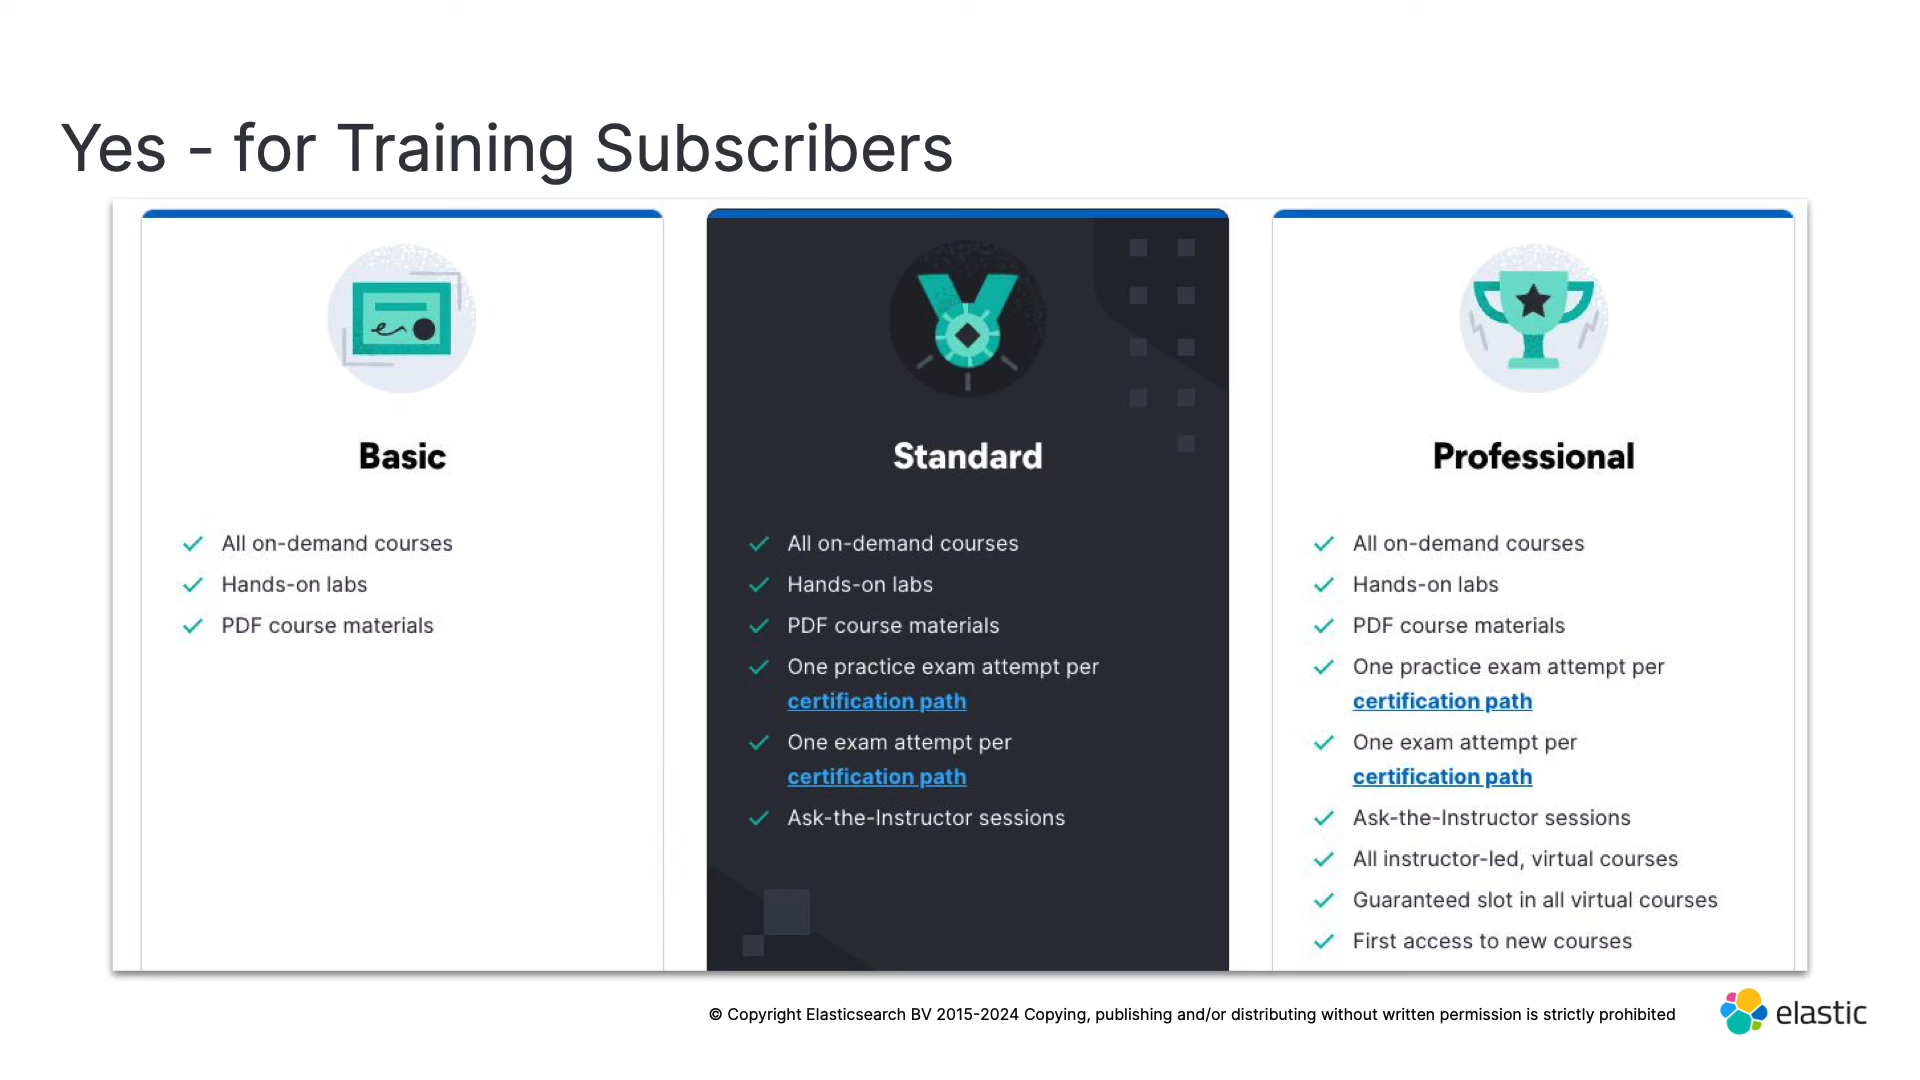 Yes - for Training Subscribers
Basic
All on-demand courses
Hands-on labs
PDF course materials
Standard
All on-demand courses
Hands-on labs
PDF course materials
One practice exam attempt per
certification path
One exam attempt per
certification path
Ask-the-Instructor sessions
Professional
All on-demand courses
Hands-on labs
PDF course materials
One practice exam attempt per
certification path
One exam attempt per
certification path
Ask-the-Instructor sessions
All instructor-led, virtual courses
Guaranteed slot in all virtual courses
First access to new courses
© Copyright Elasticsearch BV 2015-2024 Copying, publishing and/or distributing without written permission is strictly prohibited
elastic